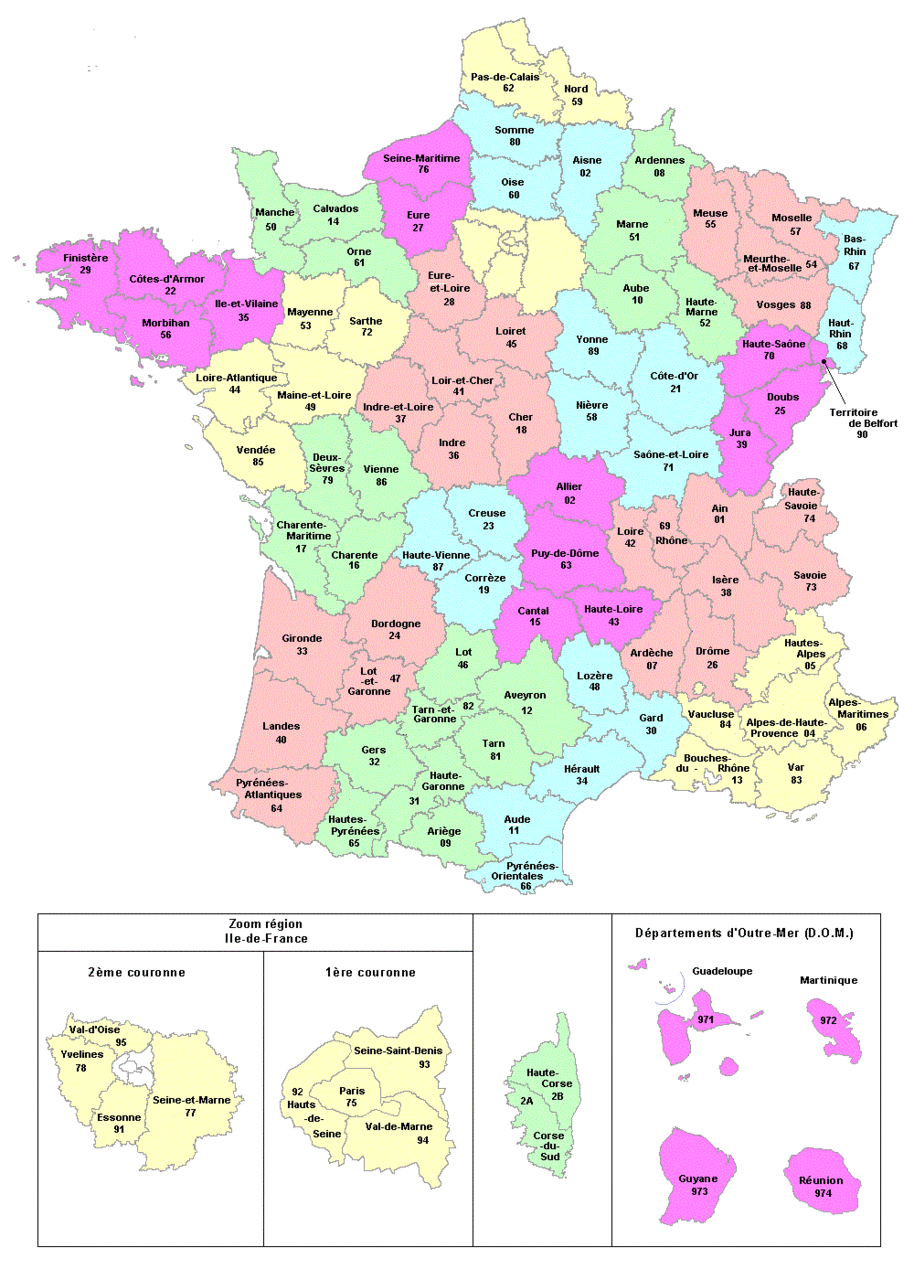 Pas-de-Calais
62
Nord
59
Somme
80
Aisne
02
Ardennes
08
Seine-Maritime
76
Oise
60
Manche
50
Calvados
14
Eure
27
Marne
51
Meuse
55
Moselle
57
Bas-
Rhin
67
Orne
61
Meurthe-
et-Moselle
54
Finistère
29
Côtes-d'Armor
22
Ile-et-Vilaine
35
Morbihan
56
Eure-
et-Loire
28
Aube
10
Haute-
Marne
52
Vosges 88
Haut-
Rhin
68
Mayenne
53
Sarthe
72
Loiret
45
Yonne
89
Haute-Saône
70
Loire-Atlantique
44
Maine-et-Loire
49
Loir-et-Cher
41
Indre-et-Loire
37
Côte-d'Or
21
Nièvre
58
Doubs
25
Territoire
de Belfort
90
Cher
18
Indre
36
Jura
39
Vendée
85
Deux-
Sèvres
79
Vienne
86
Saône-et-Loire
71
Allier
02
Creuse
23
Ain
01
Haute-
Savoie
74
Charente-
Maritime
17
Charente
16
Haute-Vienne
87
Loire
42
69
Rhône
Puy-de-Dôme
63
Corrèze
19
Isère
38
Savoie
73
Cantal
15
Haute-Loire
43
Dordogne
24
Gironde
33
Lot
46
Ardèche
07
Drôme
26
Hautes-
Alpes
05
Lot
-et-
Garonne
47
Lozère
48
Aveyron
12
Tarn -et-
Garonne
82
Landes
40
Gard
30
Vaucluse
84
Alpes-de-Haute-
Provence 04
Alpes-
Maritimes
06
Gers
32
Tarn
81
Haute-
Garonne
31
Hérault
34
Bouches-
du - Rhône
13
Var
83
Pyrénées-
Atlantiques
64
Hautes-
Pyrénées
65
Ariège
09
Aude
11
Pyrénées-
Orientales
66
Zoom région
Ile-de-France
2ème couronne
1ère couronne
Val-d'Oise
95
Yvelines
78
Essonne
91
Seine-et-Marne
77
Seine-Saint-Denis
93
92
Hauts
-de-
Seine
Paris
75
Val-de-Marne
94
Haute-
Corse
2B
2A
Corse
-du-
Sud
Départements d'Outre-Mer (D.O.M.)
Guadeloupe
971
Martinique
972
Guyane
973
Réunion
974